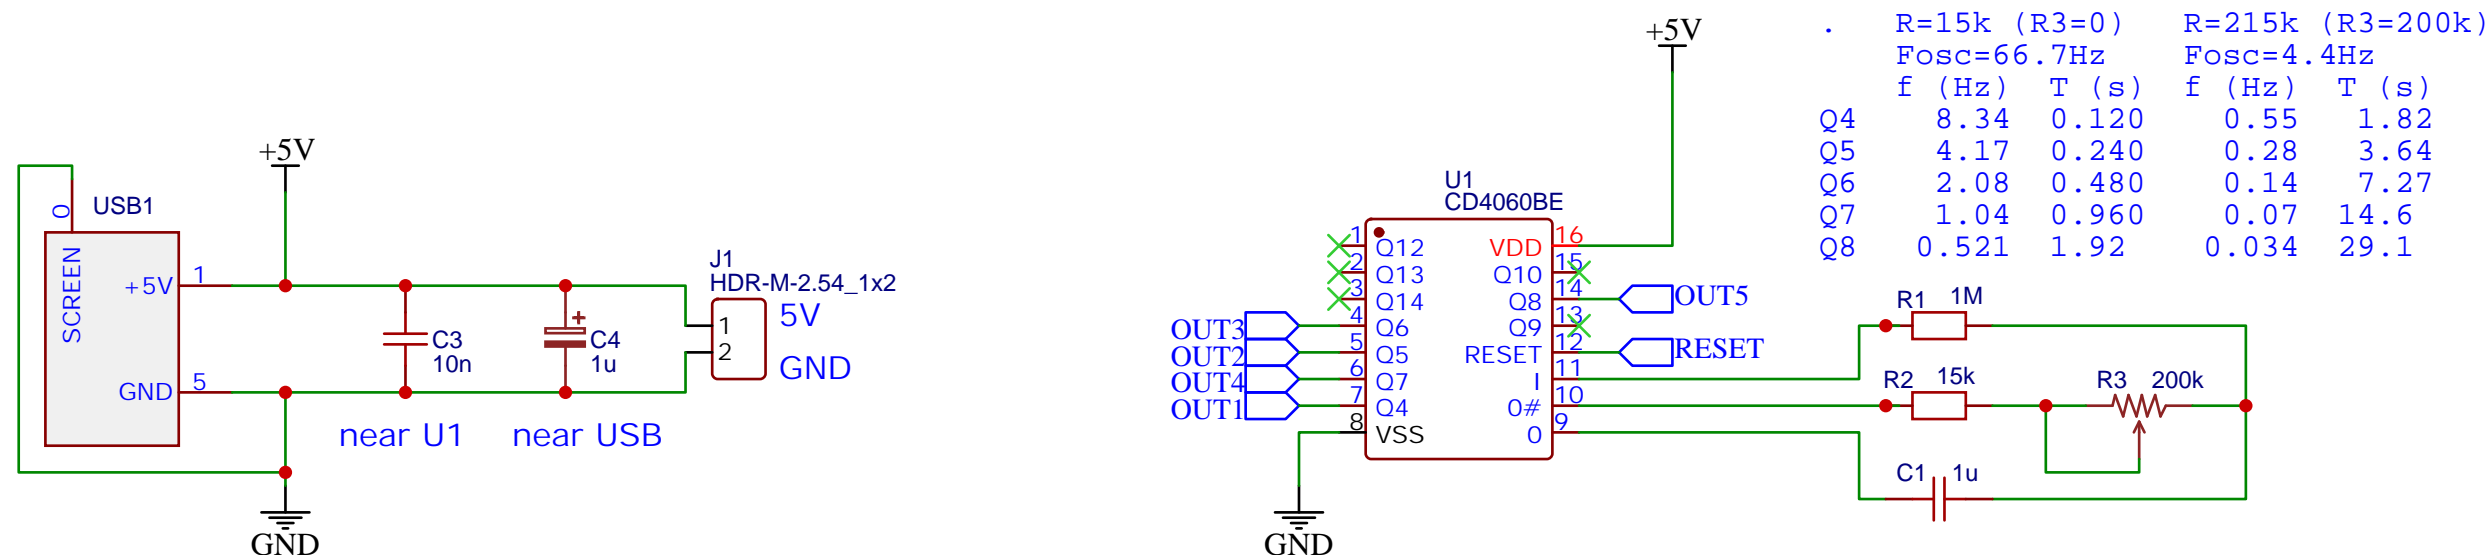 +5V
USB1
0
SCREEN
+5V 1
GND 5
C3
10n
+
C4
1u
near U1 near USB
GND
J1
HDR-M-2.54_1x2
1 5V
2 GND
+5V
U1
CD4060BE
1 Q12 VDD 16
2 Q13 Q10 15
3 Q14 Q8 14 OUT5
OUT3 4 Q6 Q9 13
OUT2 5 Q5 RESET 12 RESET
OUT4 6 Q7 I 11
OUT1 7 Q4 0# 10
8 VSS 0 9
GND
. R=15k (R3=0) R=215k (R3=200k)
Fosc=66.7Hz Fosc=4.4Hz
f (Hz) T (s) f (Hz) T (s)
Q4 8.34 0.120 0.55 1.82
Q5 4.17 0.240 0.28 3.64
Q6 2.08 0.480 0.14 7.27
Q7 1.04 0.960 0.07 14.6
Q8 0.521 1.92 0.034 29.1
R1 1M
R2 15k R3 200k
C1 1u